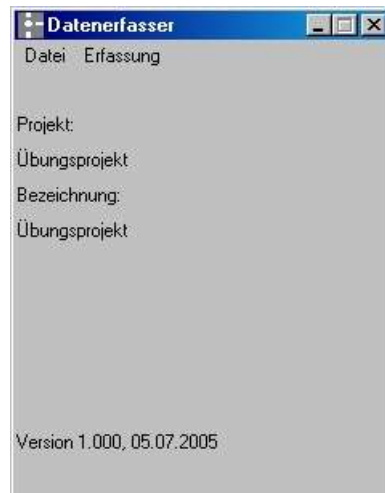 Datenerfasser
Datei Erfassung
Projekt:
Übungsprojekt
Bezeichnung:
Übungsprojekt
Version 1.000, 05.07.2005